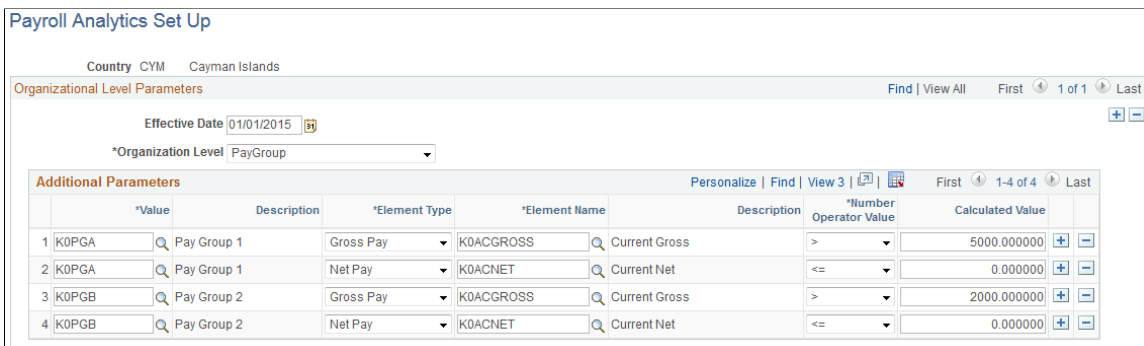 Payroll Analytics Set Up
Country CYM Cayman Islands
Organizational Level Parameters Find | View All First 1 of 1 Last
Effective Date 01/01/2015 31
*Organization Level PayGroup
Additional Parameters Personalize | Find | View 3 | | First 1-4 of 4 Last
*Value Description *Element Type *Element Name Description *Number Operator Value Calculated Value
1 K0PGA Pay Group 1 Gross Pay K0ACGROSS Current Gross > 5000.000000
2 K0PGA Pay Group 1 Net Pay K0ACNET Current Net <= 0.000000
3 K0PGB Pay Group 2 Gross Pay K0ACGROSS Current Gross > 2000.000000
4 K0PGB Pay Group 2 Net Pay K0ACNET Current Net <= 0.000000